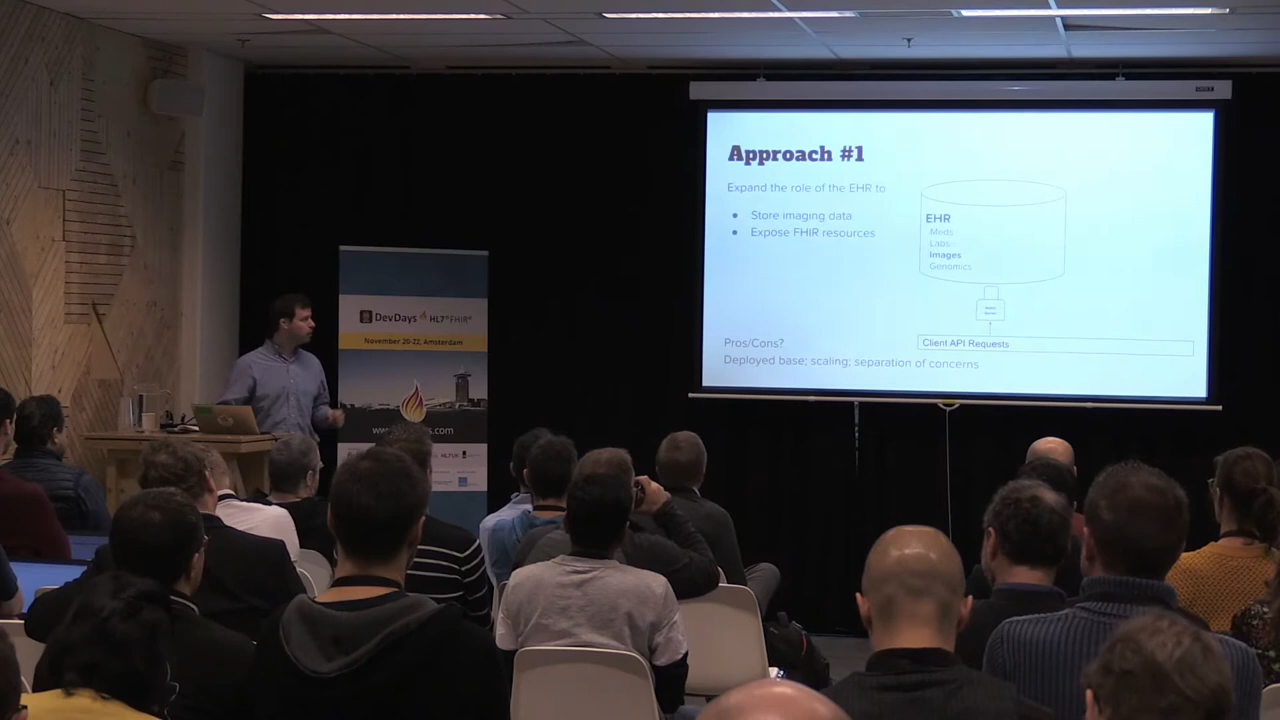 Approach #1
Expand the role of the EHR to
● Store imaging data
● Expose FHIR resources
EHR
Meds
Labs
Images
Genomics
Client API Requests
Pros/Cons?
Deployed base; scaling; separation of concerns
DevDays HL7® FHIR®
November 20-22, Amsterdam
HL7UK